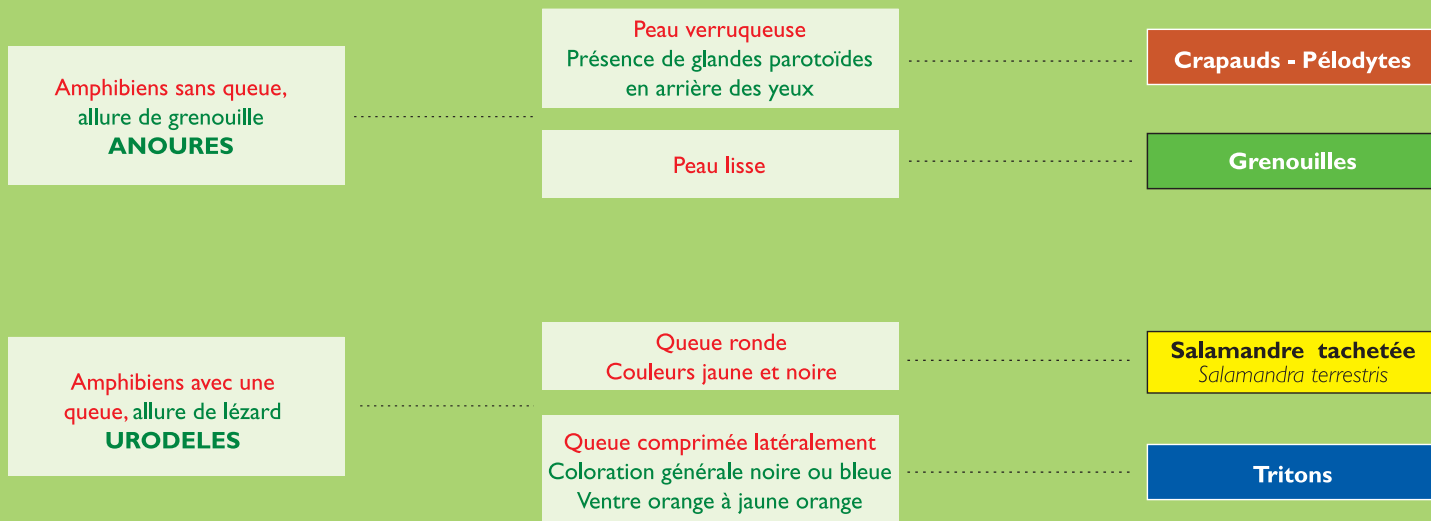 Amphibiens sans queue,
allure de grenouille
ANOURES
Peau verruqueuse
Présence de glandes parotoïdes
en arrière des yeux
Crapauds - Pélodytes
Peau lisse
Grenouilles
Amphibiens avec une
queue, allure de lézard
URODELES
Queue ronde
Couleurs jaune et noire
Salamandre tachetée
Salamandra terrestris
Queue comprimée latéralement
Coloration générale noire ou bleue
Ventre orange à jaune orange
Tritons